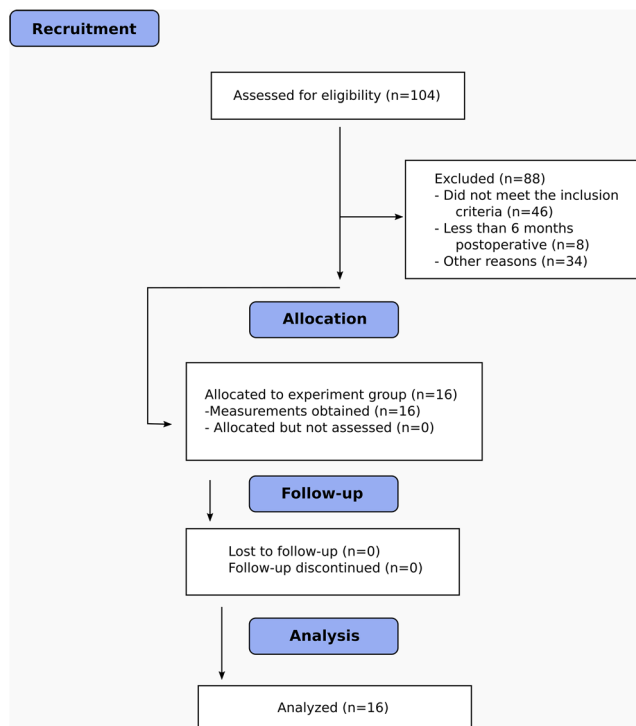 Recruitment
Assessed for eligibility (n=104)
Excluded (n=88)
- Did not meet the inclusion
criteria (n=46)
- Less than 6 months
postoperative (n=8)
- Other reasons (n=34)
Allocation
Allocated to experiment group (n=16)
-Measurements obtained (n=16)
- Allocated but not assessed (n=0)
Follow-up
Lost to follow-up (n=0)
Follow-up discontinued (n=0)
Analysis
Analyzed (n=16)